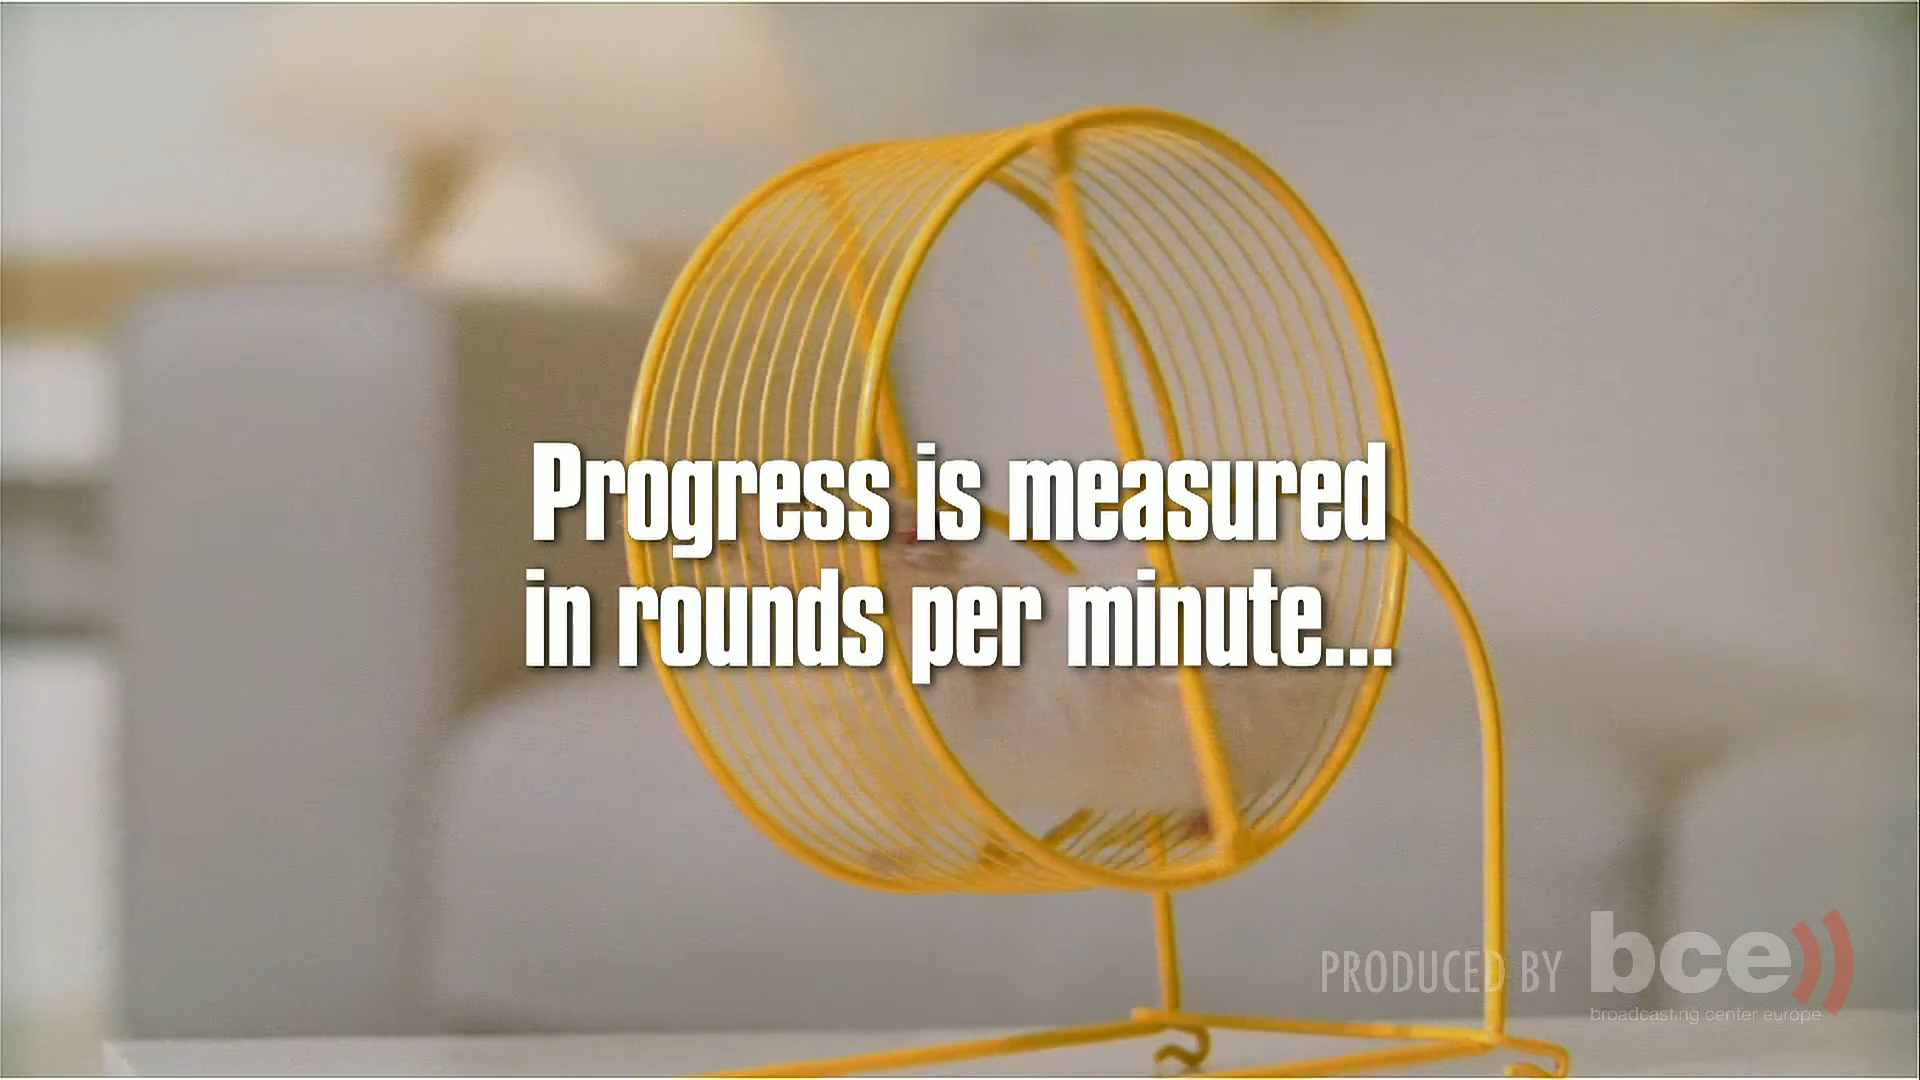 Progress is measured
in rounds per minute...
PRODUCED BY bce
broadcasting center europe